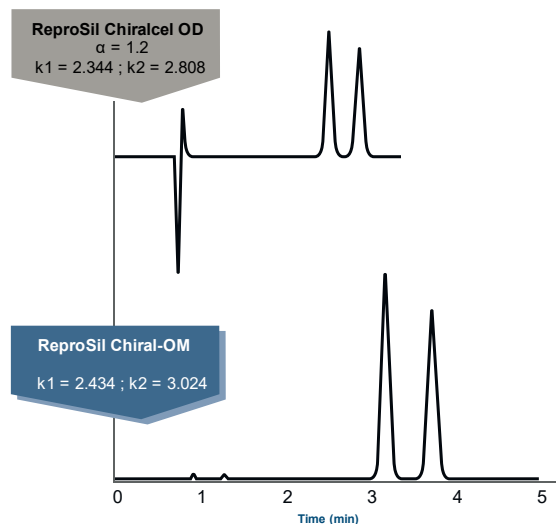 ReproSil Chiralcel OD
α = 1.2
k1 = 2.344 ; k2 = 2.808
ReproSil Chiral-OM
k1 = 2.434 ; k2 = 3.024
0 1 2 3 4 5
Time (min)